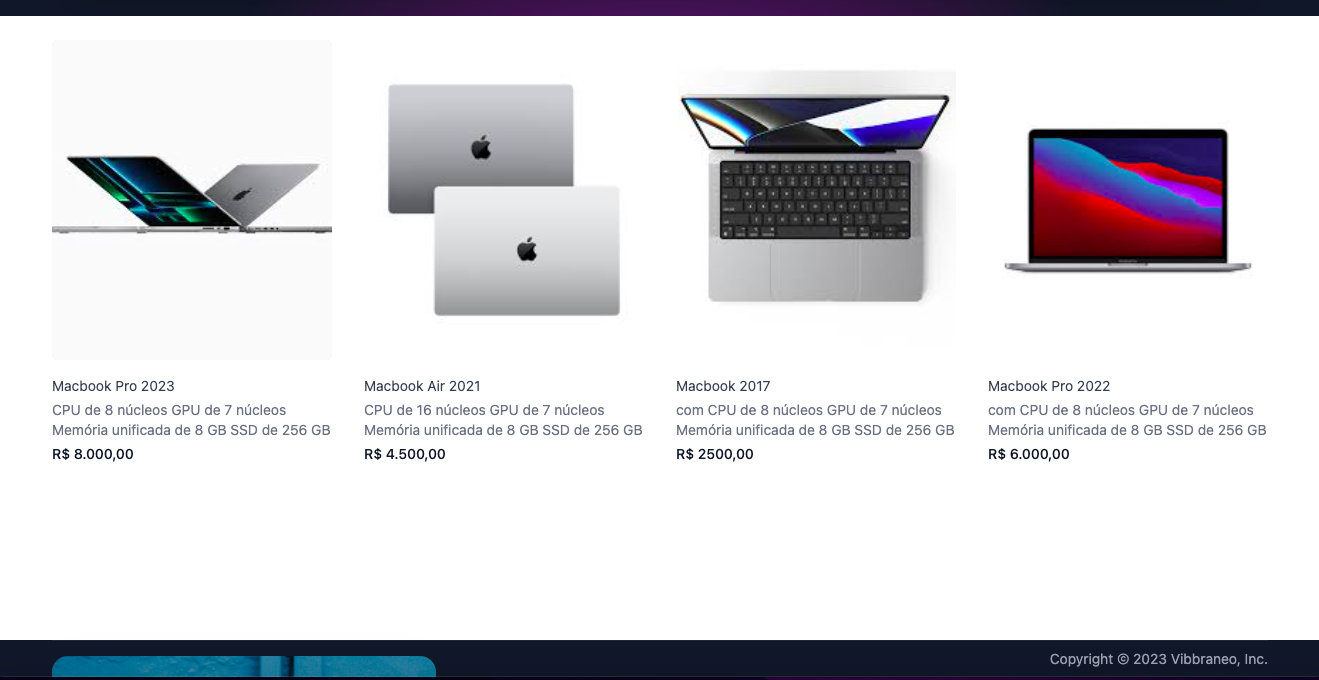 Macbook Pro 2023
CPU de 8 núcleos GPU de 7 núcleos
Memória unificada de 8 GB SSD de 256 GB
R$ 8.000,00
Macbook Air 2021
CPU de 16 núcleos GPU de 7 núcleos
Memória unificada de 8 GB SSD de 256 GB
R$ 4.500,00
Macbook 2017
com CPU de 8 núcleos GPU de 7 núcleos
Memória unificada de 8 GB SSD de 256 GB
R$ 2500,00
Macbook Pro 2022
com CPU de 8 núcleos GPU de 7 núcleos
Memória unificada de 8 GB SSD de 256 GB
R$ 6.000,00
Copyright © 2023 Vibbraneo, Inc.